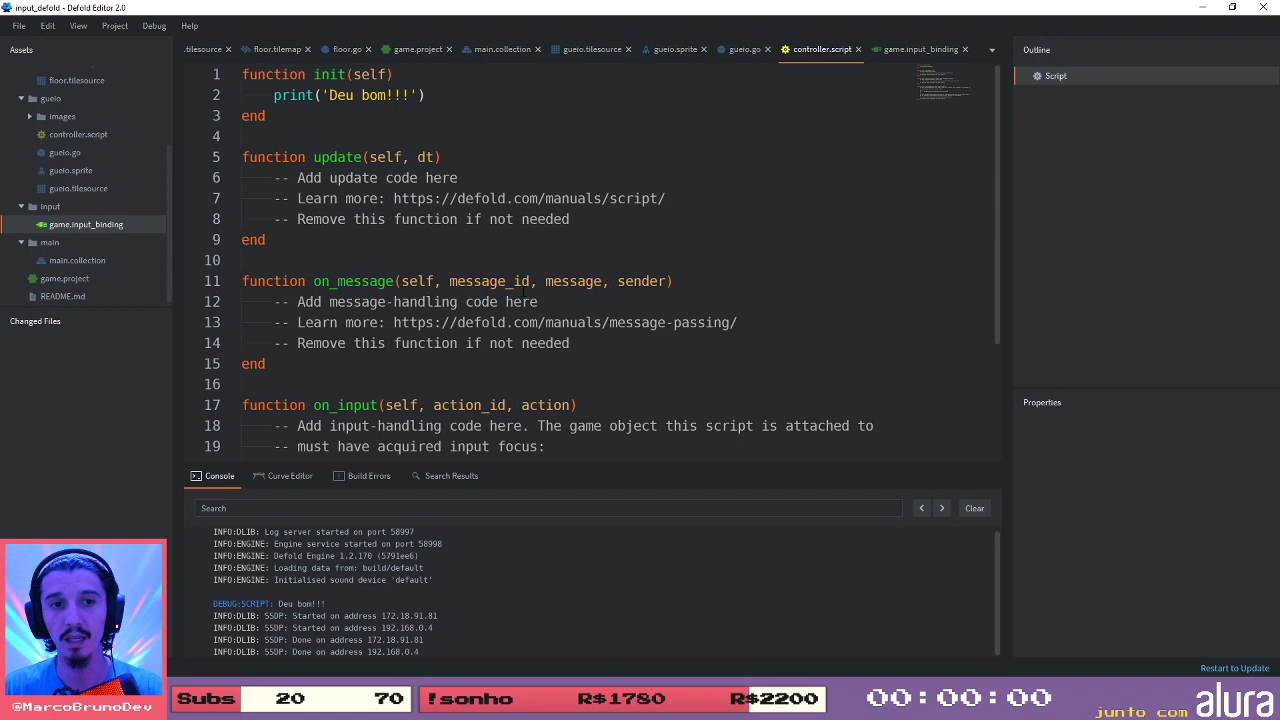 input_defold - Defold Editor 2.0
File Edit View Project Debug Help
Assets
floor.tilesource
gueio
images
controller.script
gueio.go
gueio.sprite
gueio.tilesource
input
game.input_binding
main
main.collection
game.project
README.md
Changed Files
.tilesource floor.tilemap floor.go game.project main.collection gueio.tilesource gueio.sprite gueio.go controller.script game.input_binding
1 function init(self)
2 print('Deu bom!!!')
3 end
4
5 function update(self, dt)
6 -- Add update code here
7 -- Learn more: https://defold.com/manuals/script/
8 -- Remove this function if not needed
9 end
10
11 function on_message(self, message_id, message, sender)
12 -- Add message-handling code here
13 -- Learn more: https://defold.com/manuals/message-passing/
14 -- Remove this function if not needed
15 end
16
17 function on_input(self, action_id, action)
18 -- Add input-handling code here. The game object this script is attached to
19 -- must have acquired input focus:
Console Curve Editor Build Errors Search Results
Search
Clear
INFO:DLIB: Log server started on port 58997
INFO:ENGINE: Engine service started on port 58998
INFO:ENGINE: Defold Engine 1.2.170 (5791ee6)
INFO:ENGINE: Loading data from: build/default
INFO:ENGINE: Initialised sound device 'default'
DEBUG:SCRIPT: Deu bom!!!
INFO:DLIB: SSDP: Started on address 172.18.91.81
INFO:DLIB: SSDP: Started on address 192.168.0.4
INFO:DLIB: SSDP: Done on address 172.18.91.81
INFO:DLIB: SSDP: Done on address 192.168.0.4
Outline
Script
Properties
Restart to Update
@MarcoBrunoDev
Subs 20 70
!sonho R$1780 R$2200
00:00:00
junto com alura